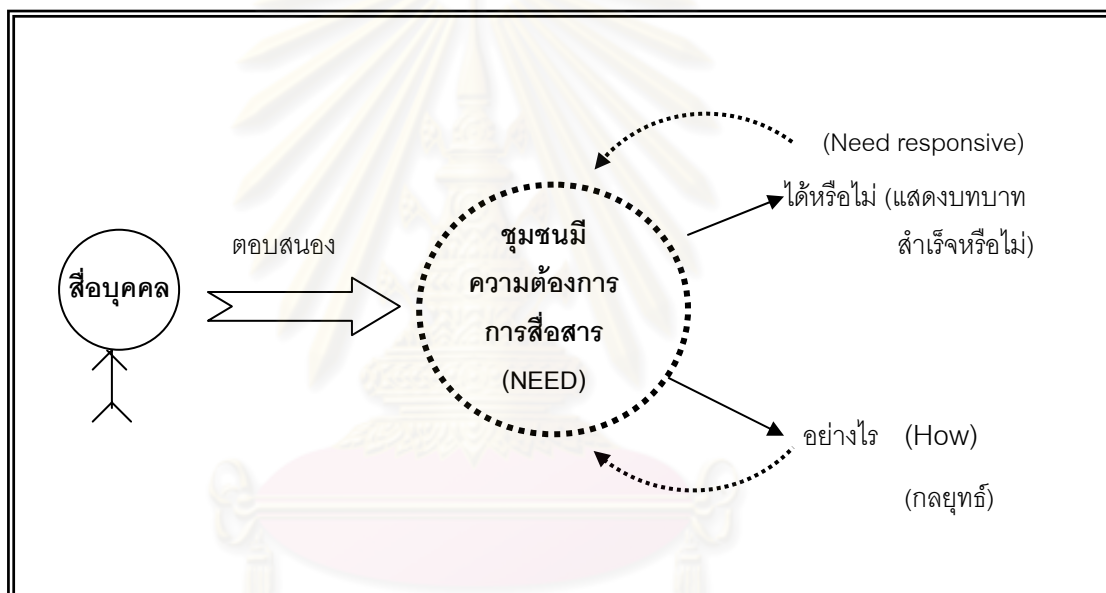 (Need responsive)
ได้หรือไม่ (แสดงบทบาท
สำเร็จหรือไม่)
ตอบสนอง
สื่อบุคคล
ชุมชนมี
ความต้องการ
การสื่อสาร
(NEED)
อย่างไร (How)
(กลยุทธ์)